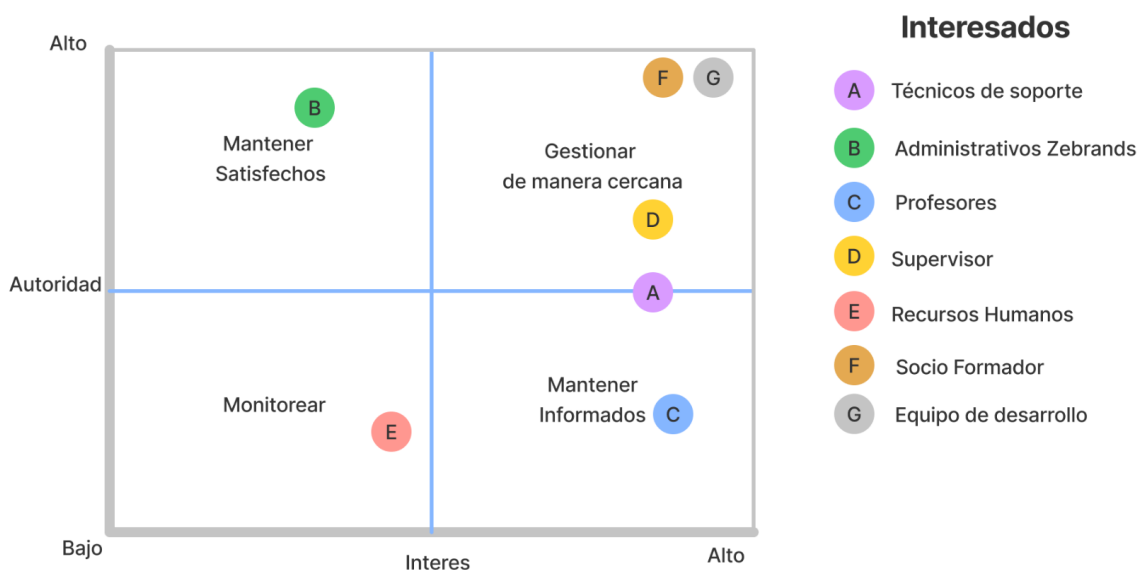 Interesados
Alto
F
G
A
Técnicos de soporte
B
Mantener
Satisfechos
Gestionar
de manera cercana
B
Administrativos Zebrands
C
Profesores
D
D
Supervisor
Autoridad
A
E
Recursos Humanos
F
Socio Formador
Monitorear
E
Mantener
Informados
C
G
Equipo de desarrollo
Bajo
Interes
Alto